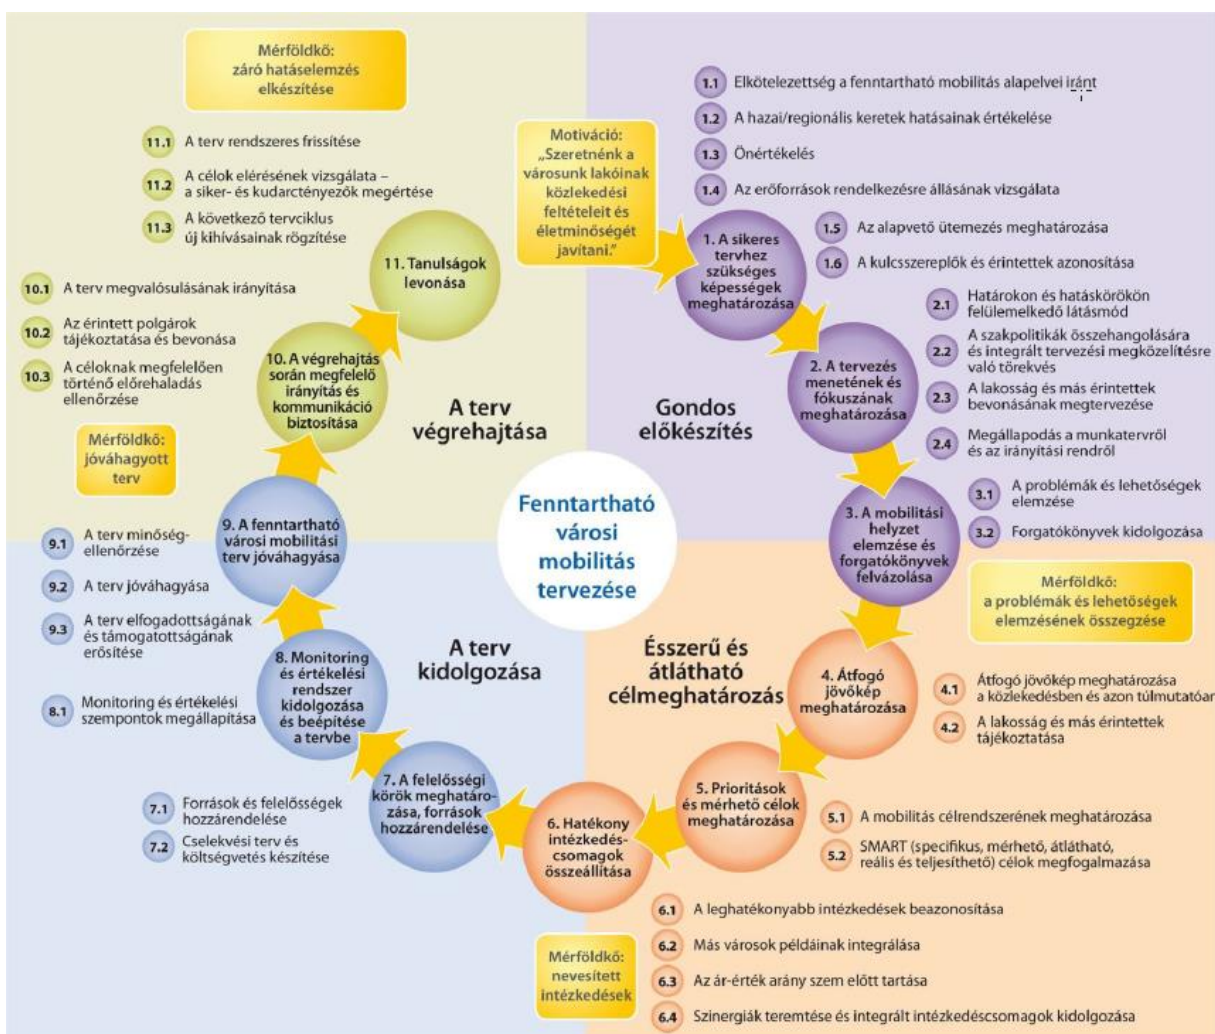 Mérföldkő:
záró hatáselemzés
elkészítése
11.1 A terv rendszeres frissítése
11.2 A célok elérésének vizsgálata –
a siker- és kudarctényezők megértése
11.3 A következő tervciklus
új kihívásainak rögzítése
11. Tanulságok
levonása
10.1 A terv megvalósulásának irányítása
10.2 Az érintett polgárok
tájékoztatása és bevonása
10.3 A céloknak megfelelően
történő előrehaladás
ellenőrzése
10. A végrehajtás
során megfelelő
irányítás és
kommunikáció
biztosítása
A terv
végrehajtása
Mérföldkő:
jóváhagyott
terv
Motiváció:
„Szeretnénk a
városunk lakóinak
közlekedési
feltételeit és
életminőségét
javítani.”
1.1 Elkötelezettség a fenntartható mobilitás alapelvei iránt
1.2 A hazai/regionális keretek hatásainak értékelése
1.3 Önértékelés
1.4 Az erőforrások rendelkezésre állásának vizsgálata
1.5 Az alapvető ütemezés meghatározása
1.6 A kulcsszereplők és érintettek azonosítása
1. A sikeres
tervhez
szükséges
képességek
meghatározása
2.1 Határokon és hatáskörökön
felülemelkedő látásmód
2.2 A szakpolitikák összehangolására
és integrált tervezési megközelítésre
való törekvés
2.3 A lakosság és más érintettek
bevonásának megtervezése
2.4 Megállapodás a munkatervről
és az irányítási rendről
2. A tervezés
menetének és
fókuszának
meghatározása
Gondos
előkészítés
3.1 A problémák és lehetőségek
elemzése
3.2 Forgatókönyvek kidolgozása
3. A mobilitási
helyzet
elemzése és
forgatókönyvek
felvázolása
Mérföldkő:
a problémák és lehetőségek
elemzésének összegzése
Fenntartható
városi
mobilitás
tervezése
Ésszerű és
átlátható
célmeghatározás
4. Átfogó
jövőkép
meghatározása
4.1 Átfogó jövőkép meghatározása
a közlekedésben és azon túlmutatóan
4.2 A lakosság és más érintettek
tájékoztatása
5. Prioritások
és mérhető célok
meghatározása
5.1 A mobilitás célrendszerének meghatározása
5.2 SMART (specifikus, mérhető, átlátható,
reális és teljesíthető) célok megfogalmazása
6. Hatékony
intézkedés-
csomagok
összeállítása
6.1 A leghatékonyabb intézkedések beazonosítása
6.2 Más városok példáinak integrálása
6.3 Az ár-érték arány szem előtt tartása
6.4 Szinergiák teremtése és integrált intézkedéscsomagok kidolgozása
Mérföldkő:
nevesített
intézkedések
A terv
kidolgozása
7. A felelősségi
körök meghatáro-
zása, források
hozzárendelése
7.1 Források és felelősségek
hozzárendelése
7.2 Cselekvési terv és
költségvetés készítése
8. Monitoring
és értékelési
rendszer
kidolgozása
és beépítése
a tervbe
8.1 Monitoring és értékelési
szempontok megállapítása
9. A fenntartható
városi mobilitási
terv jóváhagyása
9.1 A terv minőség-
ellenőrzése
9.2 A terv jóváhagyása
9.3 A terv elfogadottságának
és támogatottságának
erősítése